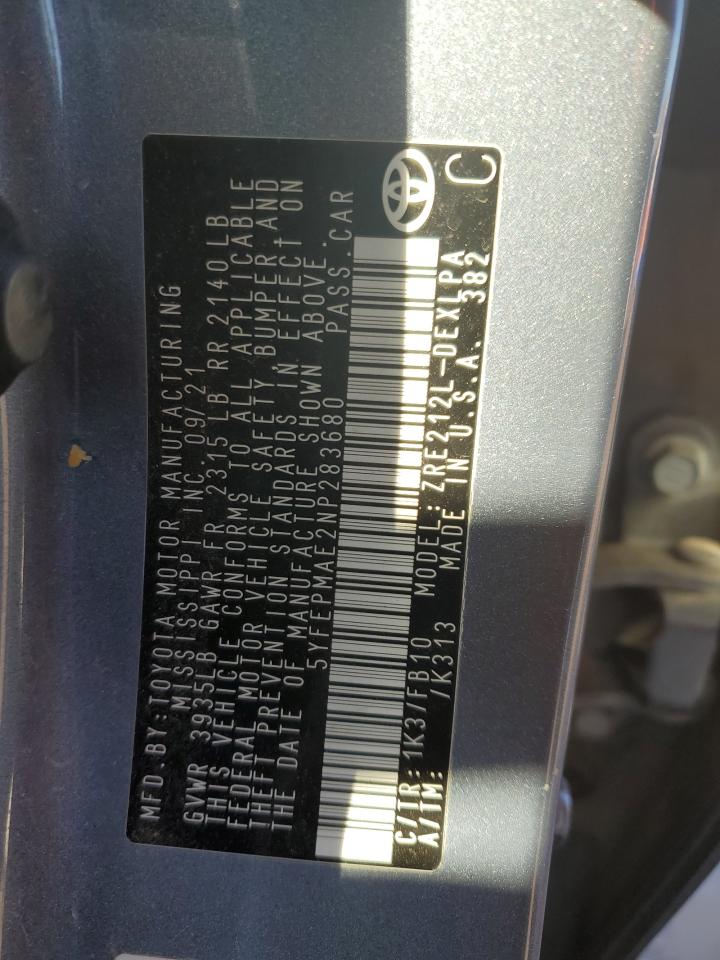 MFD.BY:TOYOTA MOTOR MANUFACTURING
MISSISSIPPI INC. 09/21
GVWR 3935LB GAWR FR 2315 LB RR 2140LB
THIS VEHICLE CONFORMS TO ALL APPLICABLE
FEDERAL MOTOR VEHICLE SAFETY, BUMPER, AND
THEFT PREVENTION STANDARDS IN EFFECT ON
THE DATE OF MANUFACTURE SHOWN ABOVE.
5YFEPMAE2NP283680 PASS.CAR
C/TR: 1K3/FB10 MODEL: ZRE212L-DEXLPA
A/TM: /K313 MADE IN U.S.A. 382
C